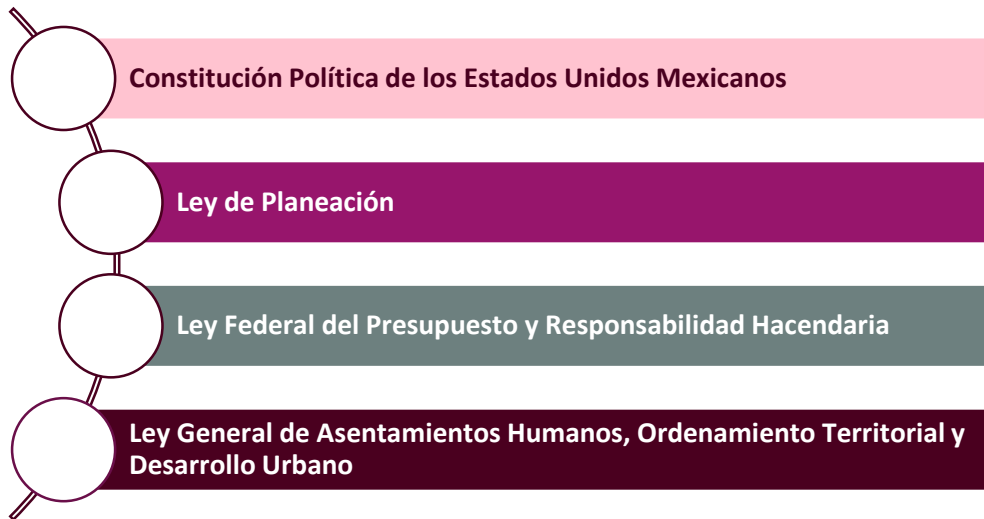 Constitución Política de los Estados Unidos Mexicanos
Ley de Planeación
Ley Federal del Presupuesto y Responsabilidad Hacendaria
Ley General de Asentamientos Humanos, Ordenamiento Territorial y
Desarrollo Urbano